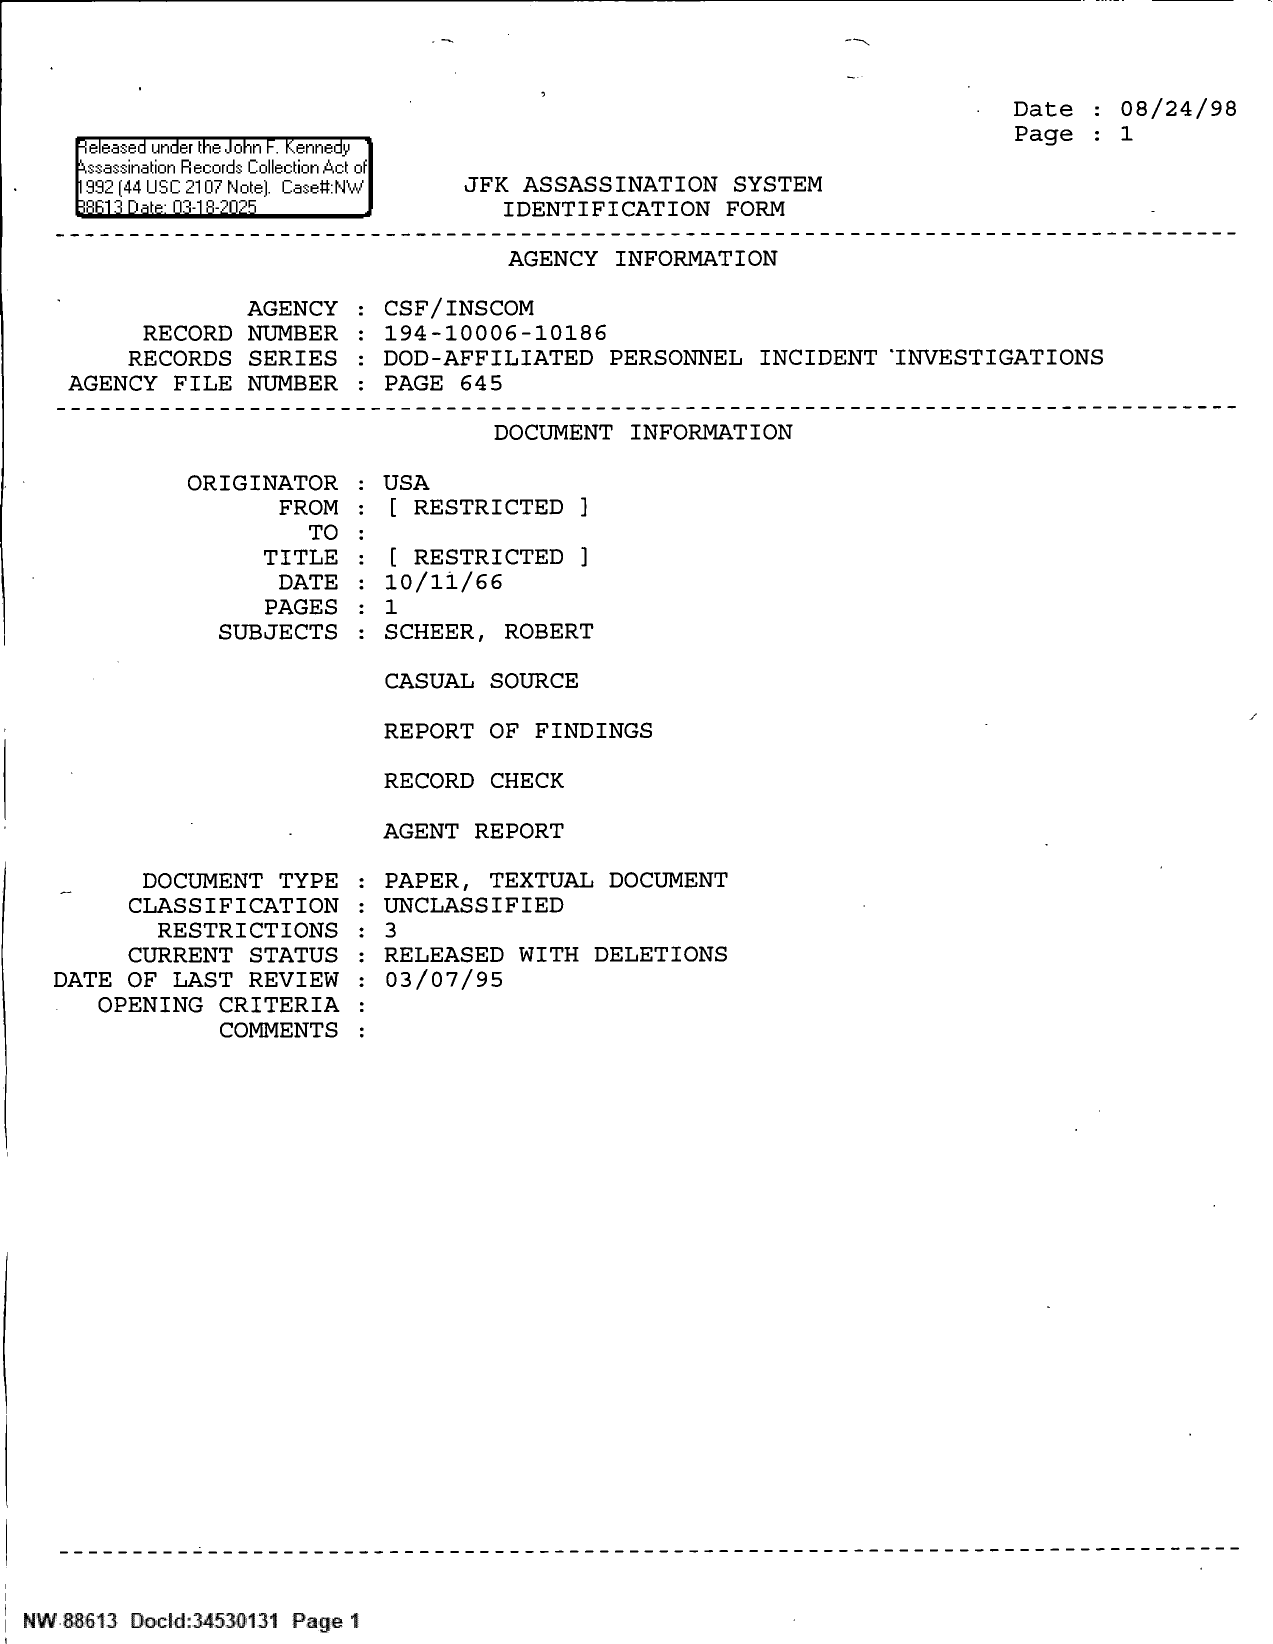 Date : 08/24/98
Page : 1
Released under the John F. Kennedy
Assassination Records Collection Act of
1992 (44 USC 2107 Note). Case#:NW
88613 Date: 03-18-2025
JFK ASSASSINATION SYSTEM
IDENTIFICATION FORM
AGENCY INFORMATION
AGENCY : CSF/INSCOM
RECORD NUMBER : 194-10006-10186
RECORDS SERIES : DOD-AFFILIATED PERSONNEL INCIDENT INVESTIGATIONS
AGENCY FILE NUMBER : PAGE 645
DOCUMENT INFORMATION
ORIGINATOR : USA
FROM : [ RESTRICTED ]
TO :
TITLE : [ RESTRICTED ]
DATE : 10/11/66
PAGES : 1
SUBJECTS : SCHEER, ROBERT
CASUAL SOURCE
REPORT OF FINDINGS
RECORD CHECK
AGENT REPORT
DOCUMENT TYPE : PAPER, TEXTUAL DOCUMENT
CLASSIFICATION : UNCLASSIFIED
RESTRICTIONS : 3
CURRENT STATUS : RELEASED WITH DELETIONS
DATE OF LAST REVIEW : 03/07/95
OPENING CRITERIA :
COMMENTS :
NW 88613 DocId:34530131 Page 1